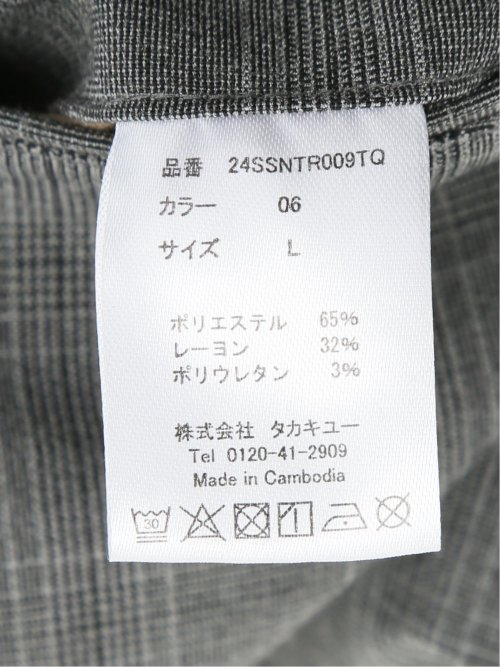 品番 24SSNTR009TQ
カラー 06
サイズ L
ポリエステル 65%
レーヨン 32%
ポリウレタン 3%
株式会社 タカキュー
Tel 0120-41-2909
Made in Cambodia
30